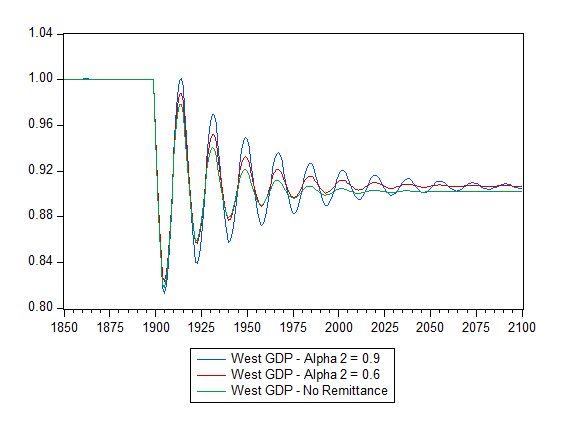 1.04
1.00
0.96
0.92
0.88
0.84
0.80
1850 1875 1900 1925 1950 1975 2000 2025 2050 2075 2100
West GDP - Alpha 2 = 0.9
West GDP - Alpha 2 = 0.6
West GDP - No Remittance